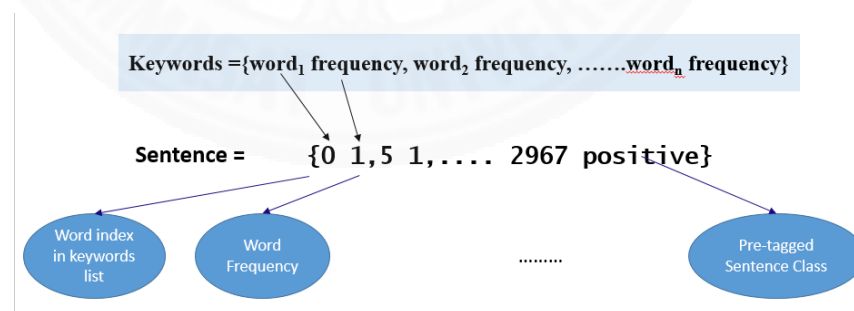 Keywords ={word₁ frequency, word₂ frequency, …….wordₙ frequency}
Sentence = {0 1,5 1,.... 2967 positive}
Word index
in keywords
list
Word
Frequency
.........
Pre-tagged
Sentence Class